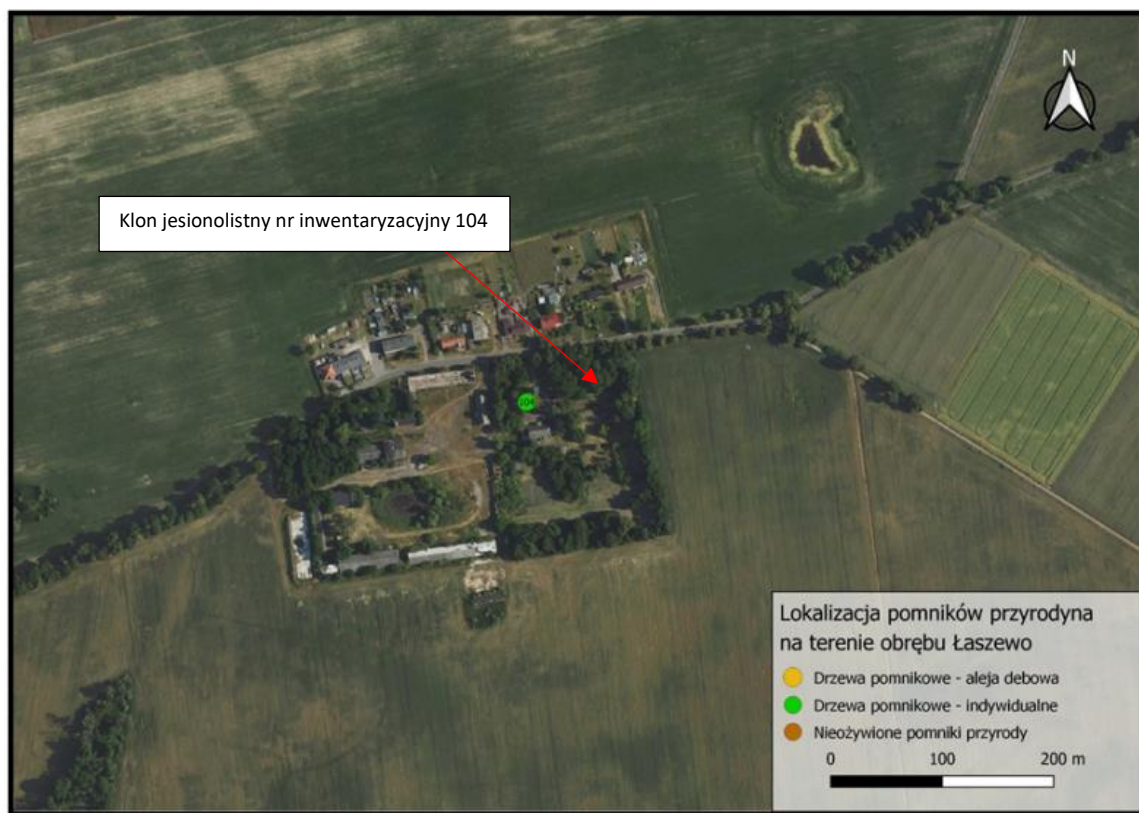 N
Klon jesionolistny nr inwentaryzacyjny 104
104
Lokalizacja pomników przyrodyna
na terenie obrębu Łaszewo
Drzewa pomnikowe - aleja debowa
Drzewa pomnikowe - indywidualne
Nieożywione pomniki przyrody
0 100 200 m